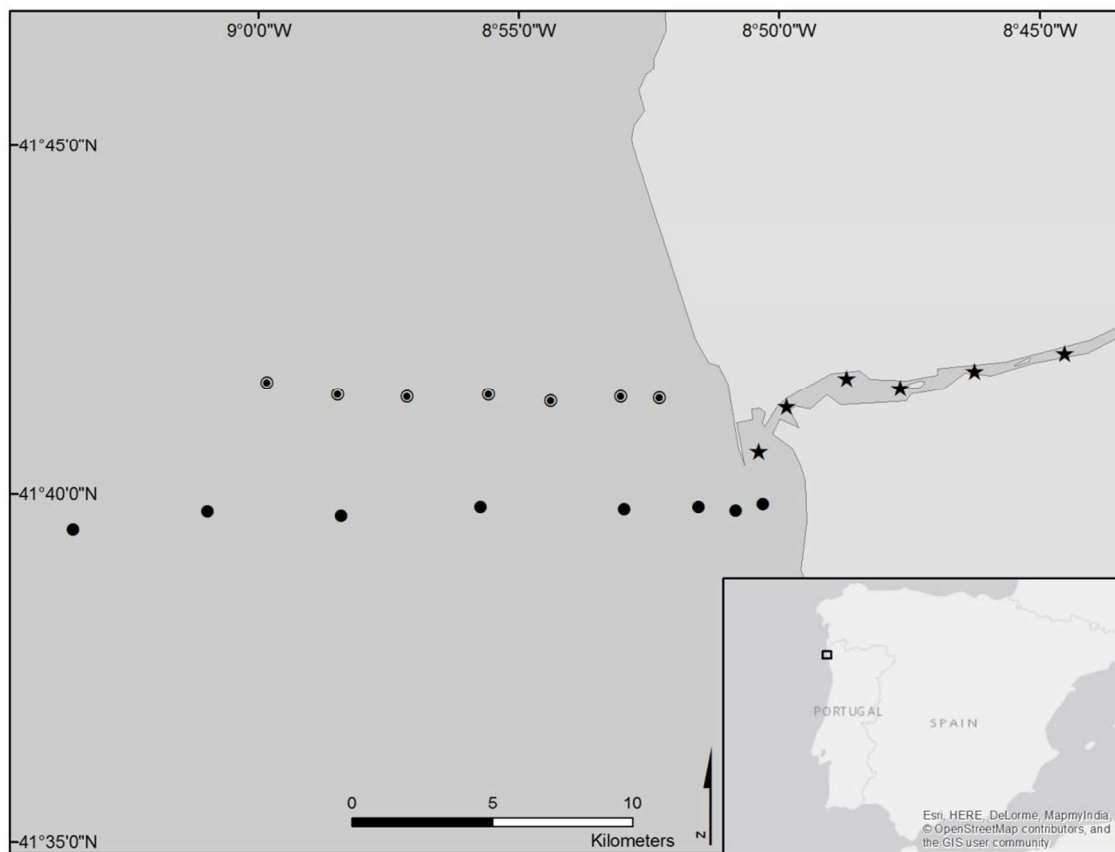 9°0'0"W 8°55'0"W 8°50'0"W 8°45'0"W
41°45'0"N
41°40'0"N
41°35'0"N
0 5 10
Kilometers
N
PORTUGAL
SPAIN
Esri, HERE, DeLorme, MapmyIndia,
© OpenStreetMap contributors, and
the GIS user community